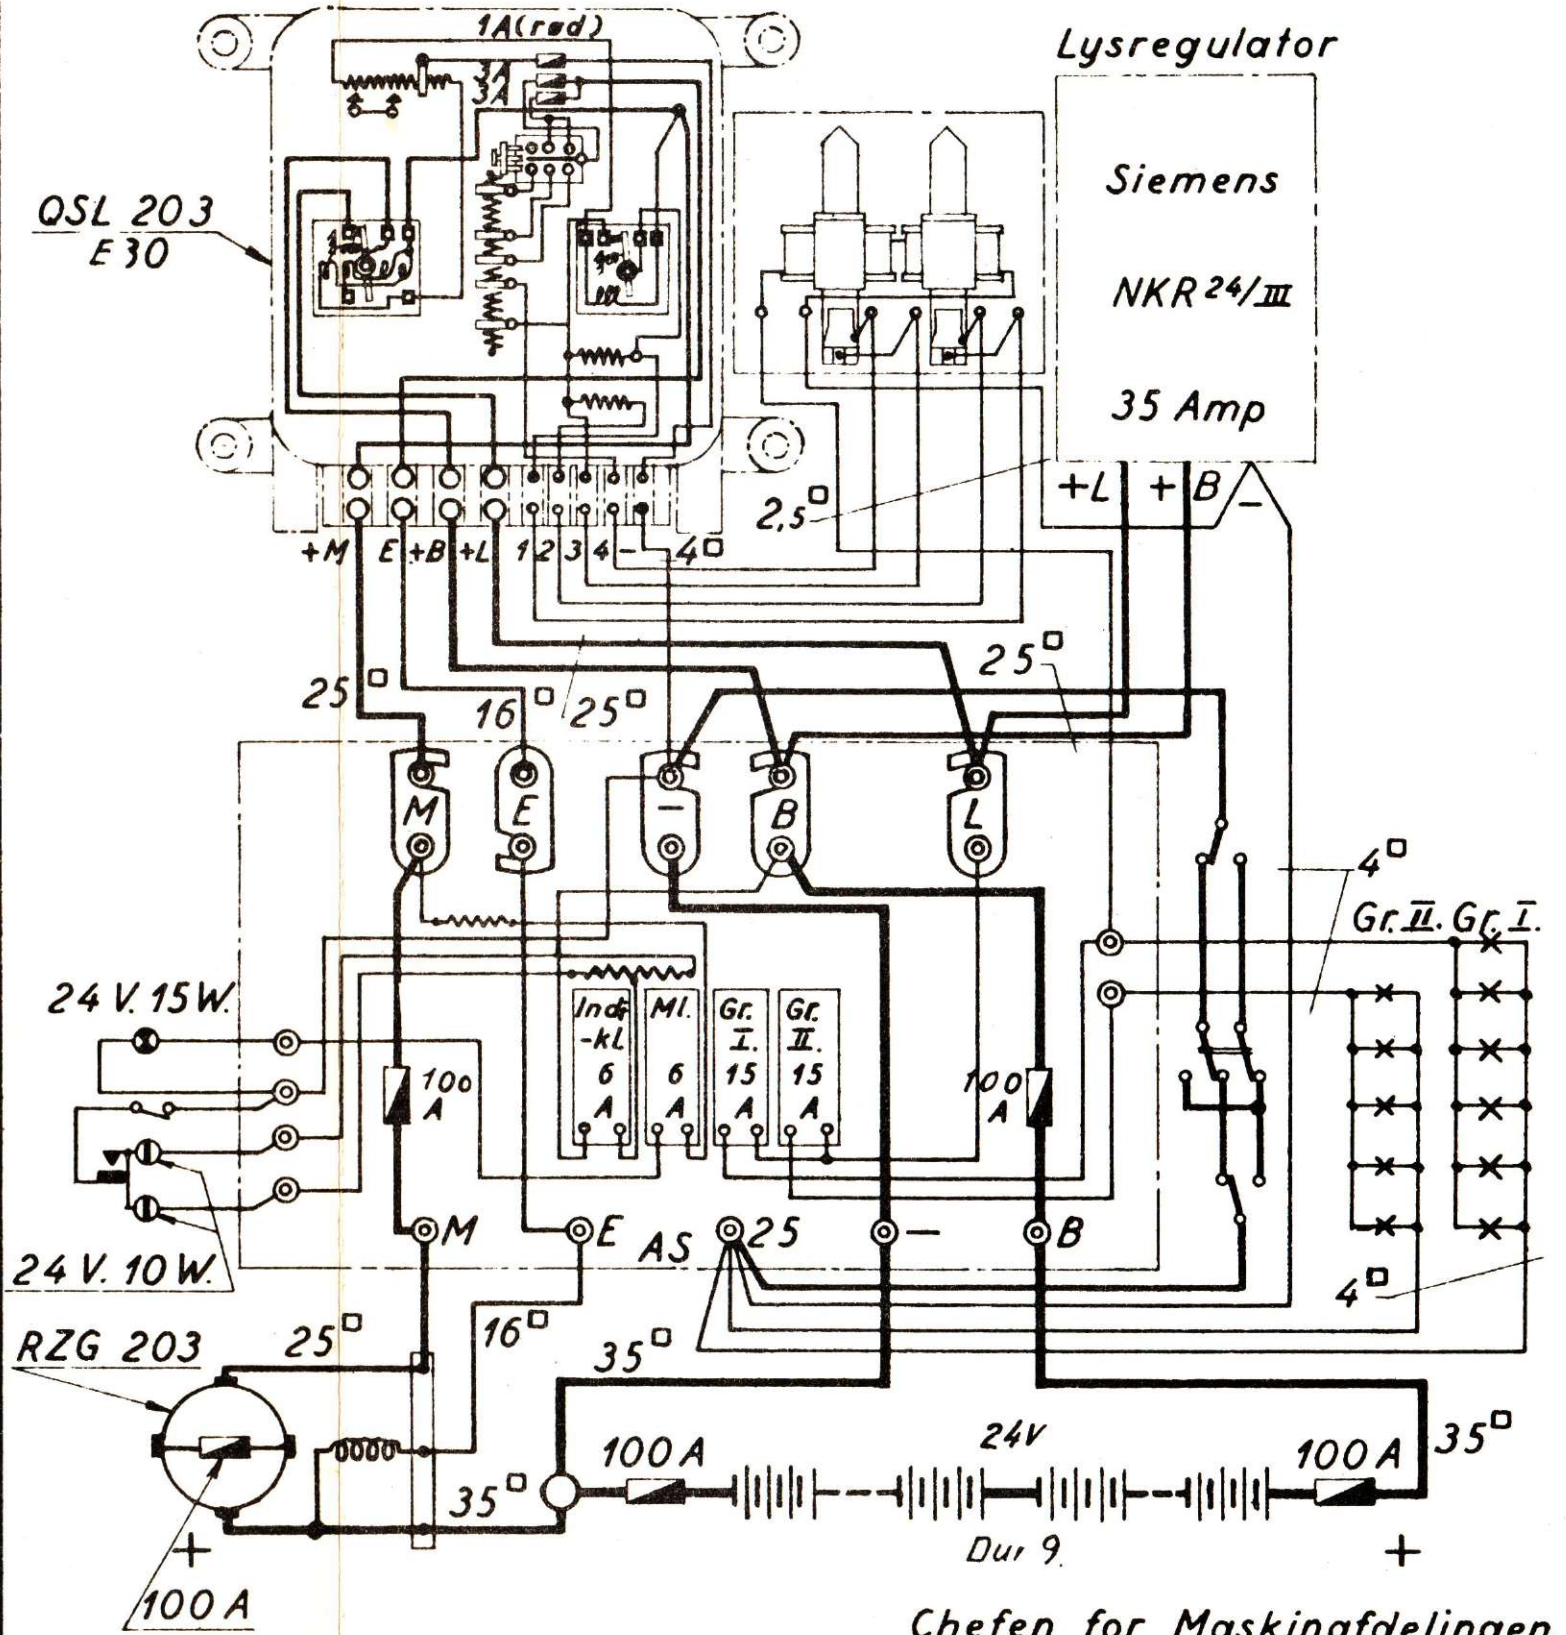 1A (rød)
3A
3A
Lysregulator
Siemens
NKR 24/III
35 Amp
QSL 203
E 30
+L + B -
2,5□
+M E +B +L 1 2 3 4 - 4□
25□
16□
25□
25□
M E - B L
4□
Gr. II. Gr. I.
24 V. 15 W.
Indr
-kl.
6
A
Ml.
6
A
Gr.
I.
15
A
Gr.
II.
15
A
100
A
100
A
M E AS 25 - B
24 V. 10 W.
4□
RZG 203
25□
16□
35□
100 A
24V
100 A
35□
35□
Dur 9.
+
+
100 A
Chefen for Maskinafdelingen